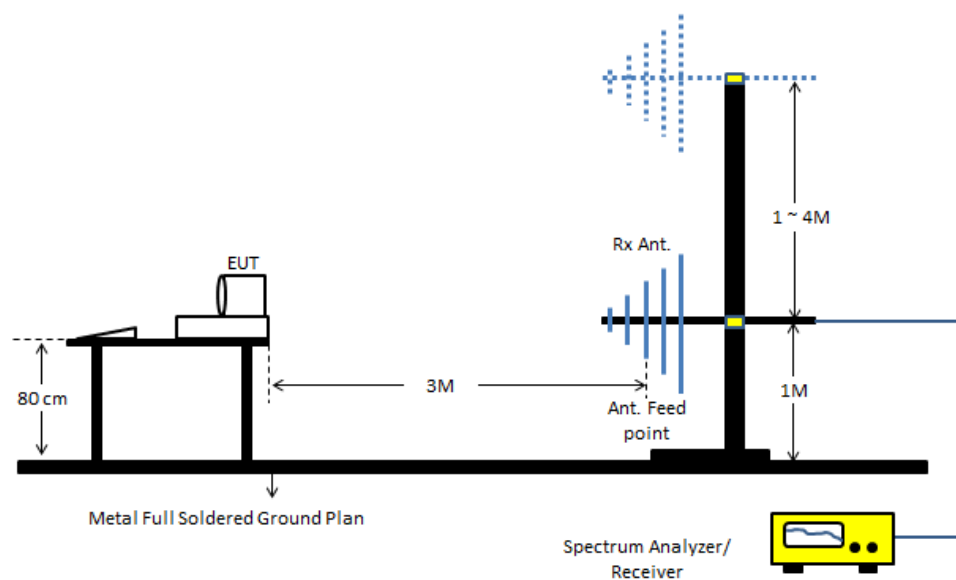 1 ~ 4M
Rx Ant.
EUT
80 cm
3M
1M
Ant. Feed
point
Metal Full Soldered Ground Plan
Spectrum Analyzer/
Receiver